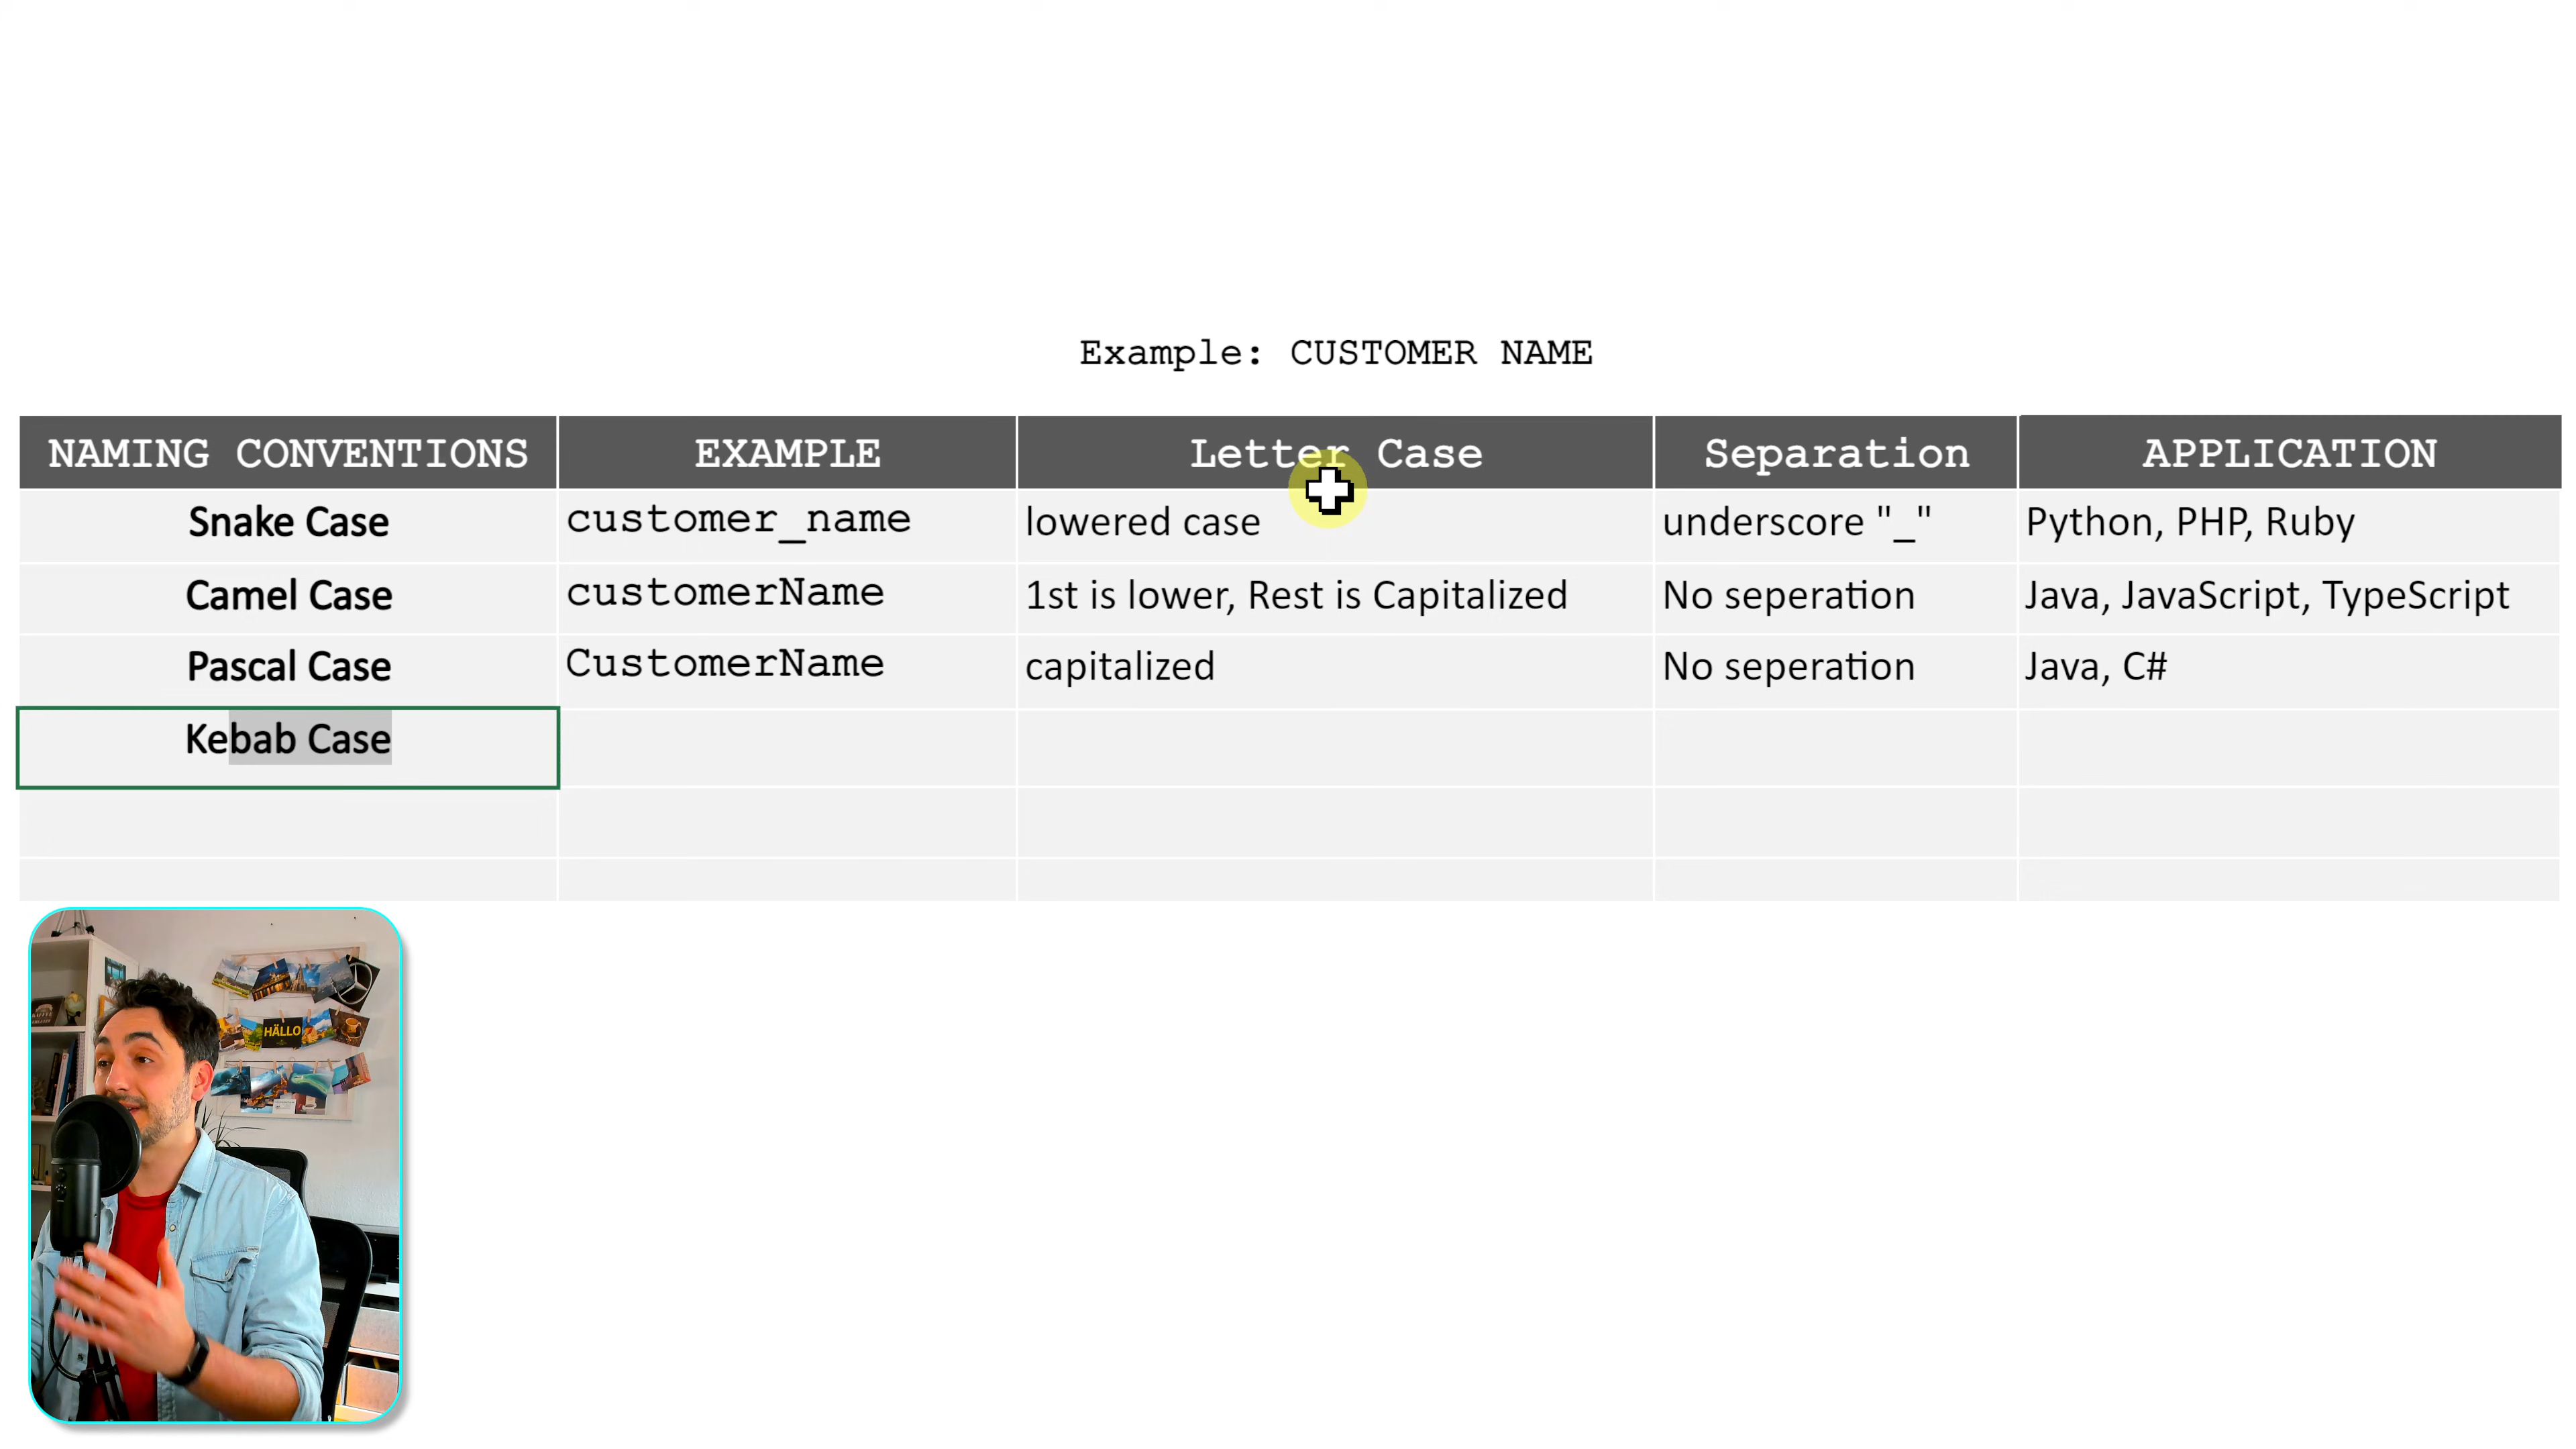 Example: CUSTOMER NAME
NAMING CONVENTIONS EXAMPLE Letter Case Separation APPLICATION
Snake Case customer_name lowered case underscore "_" Python, PHP, Ruby
Camel Case customerName 1st is lower, Rest is Capitalized No seperation Java, JavaScript, TypeScript
Pascal Case CustomerName capitalized No seperation Java, C#
Kebab Case
HÄLLO